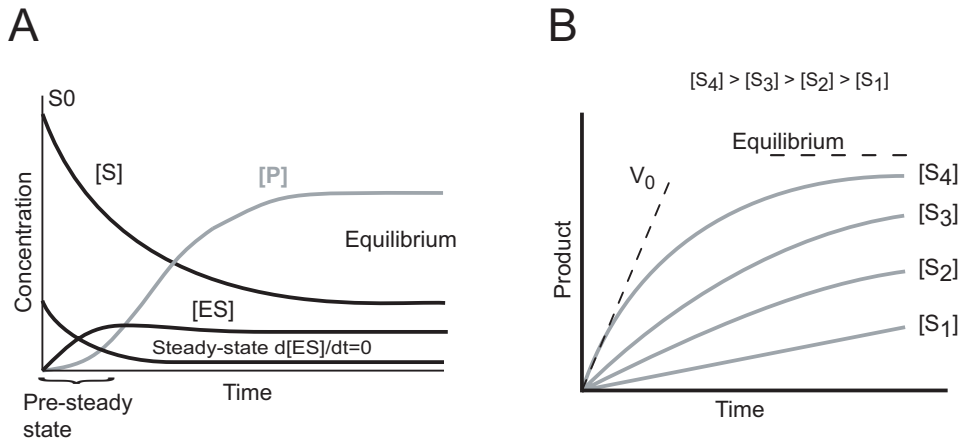 A
S0
[S]
[P]
Equilibrium
[ES]
Steady-state d[ES]/dt=0
Concentration
Time
Pre-steady
state
B
[S4] > [S3] > [S2] > [S1]
Equilibrium
V0
[S4]
[S3]
[S2]
[S1]
Product
Time